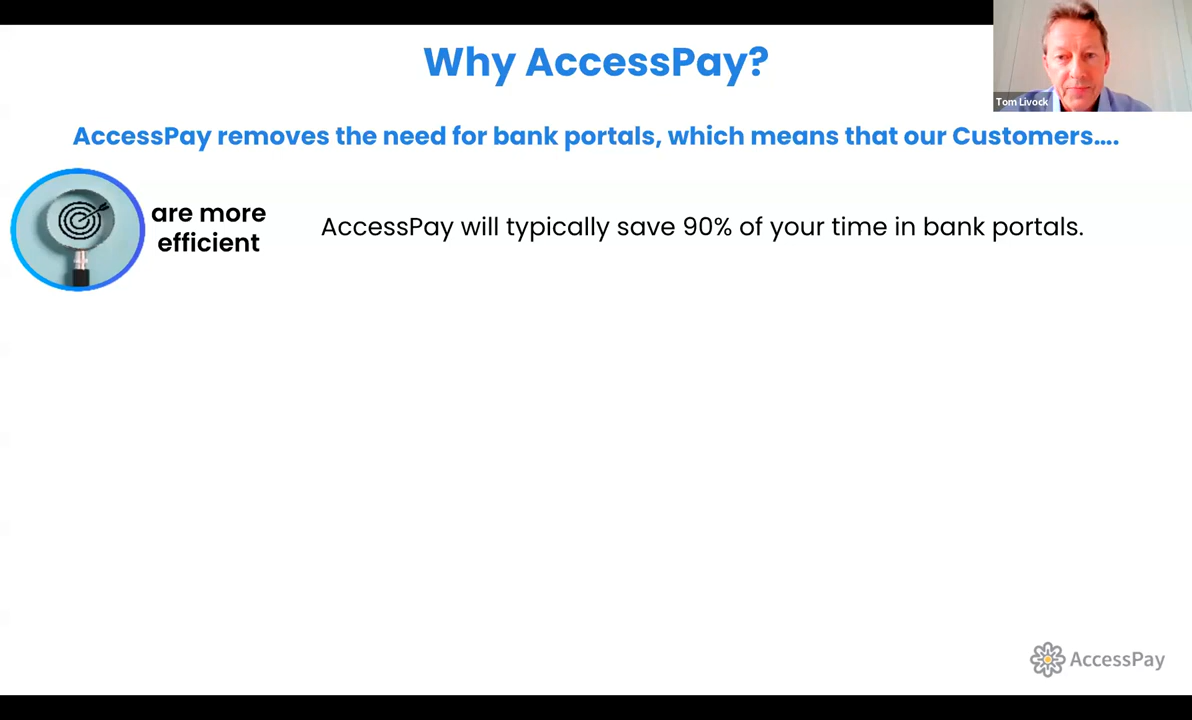 Why AccessPay?
Tom Livock
AccessPay removes the need for bank portals, which means that our Customers....
are more
efficient
AccessPay will typically save 90% of your time in bank portals.
AccessPay